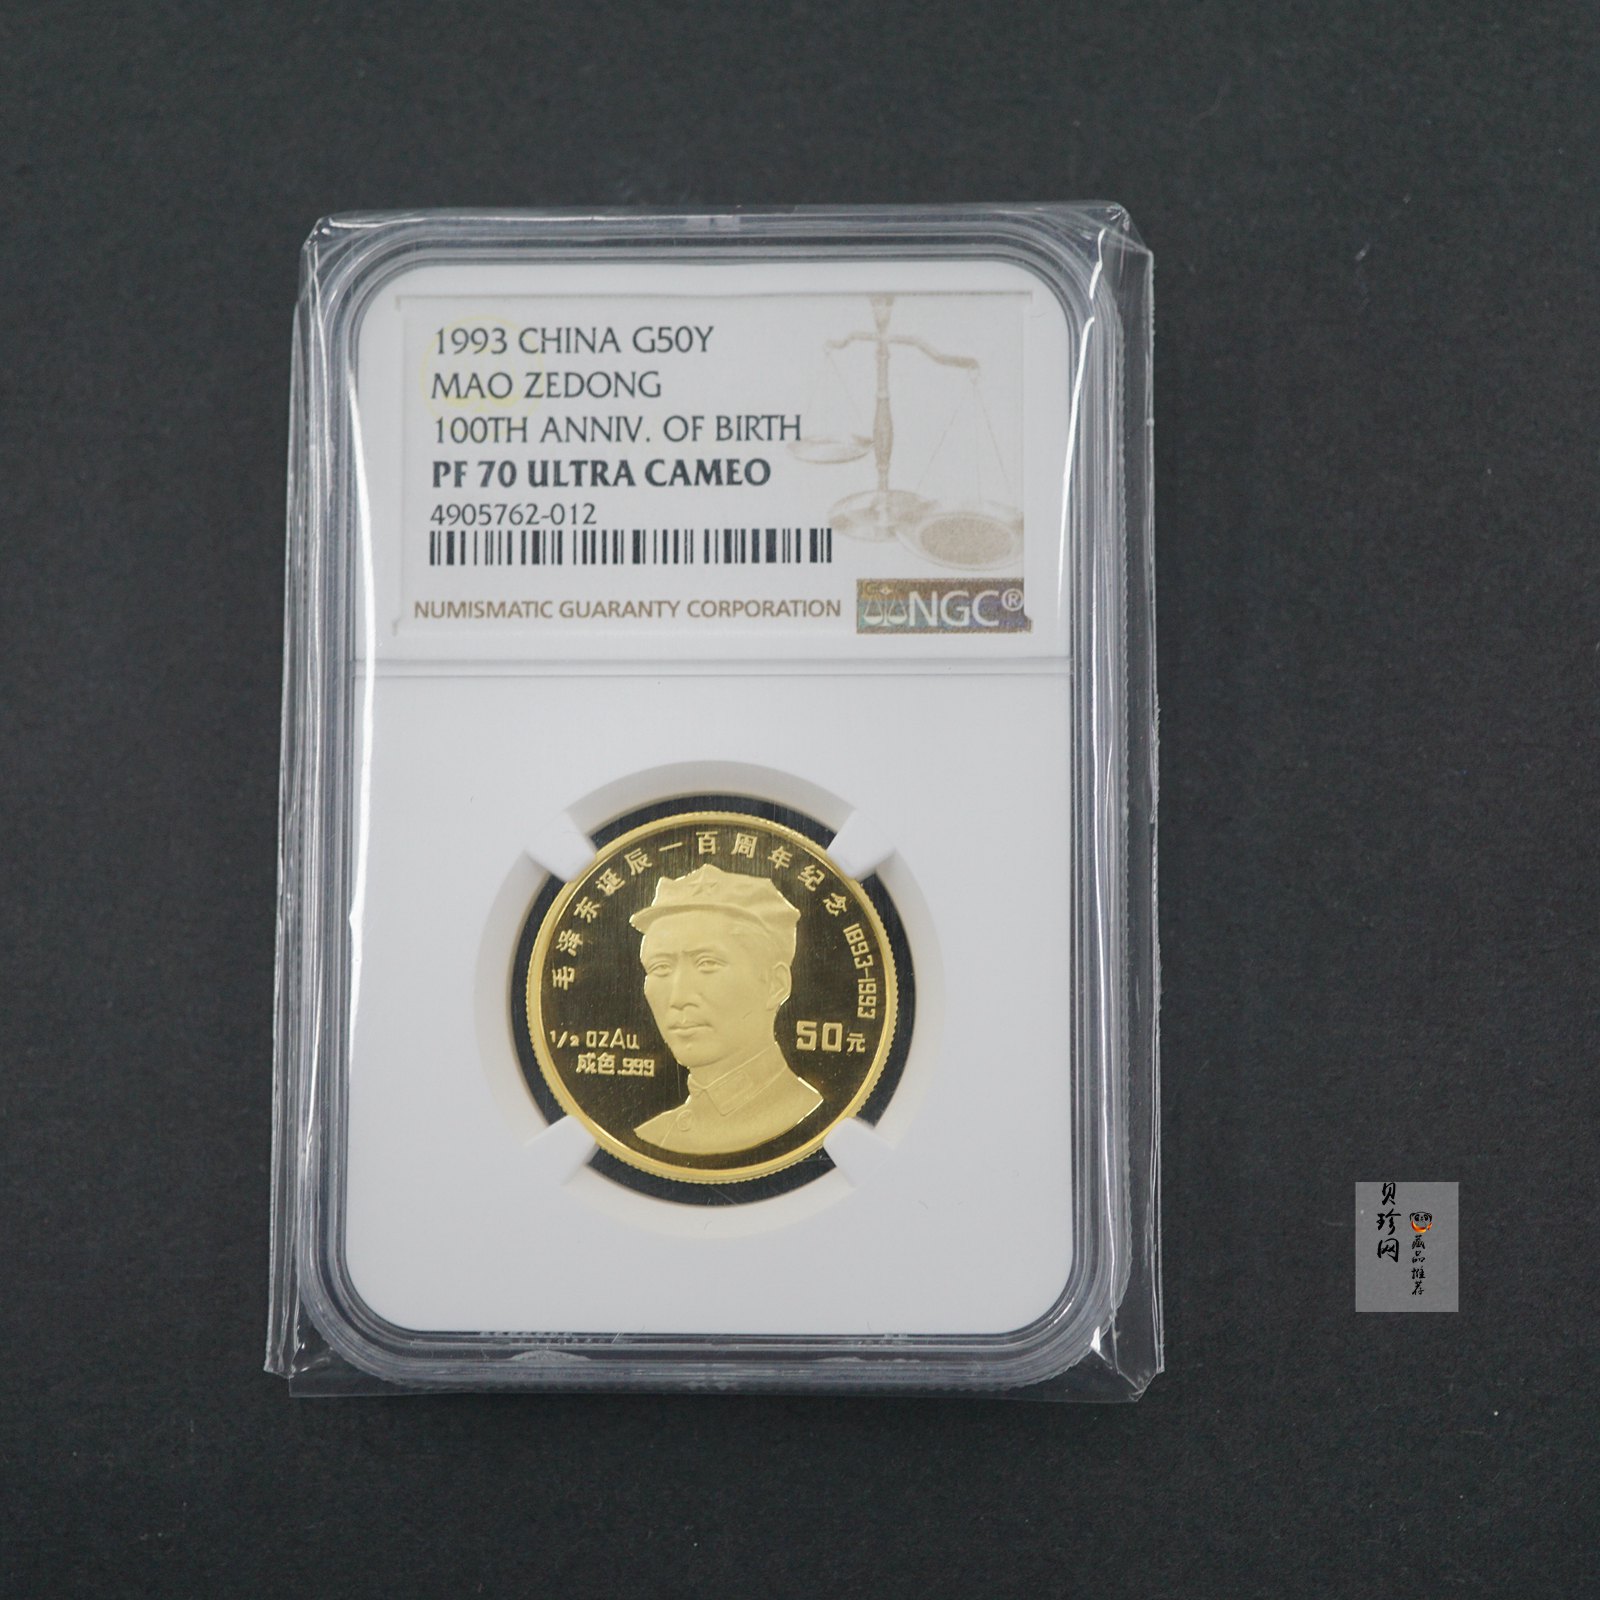 1993 CHINA G50Y
MAO ZEDONG
100TH ANNIV. OF BIRTH
PF 70 ULTRA CAMEO
4905762-012
NUMISMATIC GUARANTY CORPORATION
NGC®
毛泽东诞辰一百周年纪念 1893-1993
1/2 OZAu
成色.999
50元
贝珍网
藏品推荐